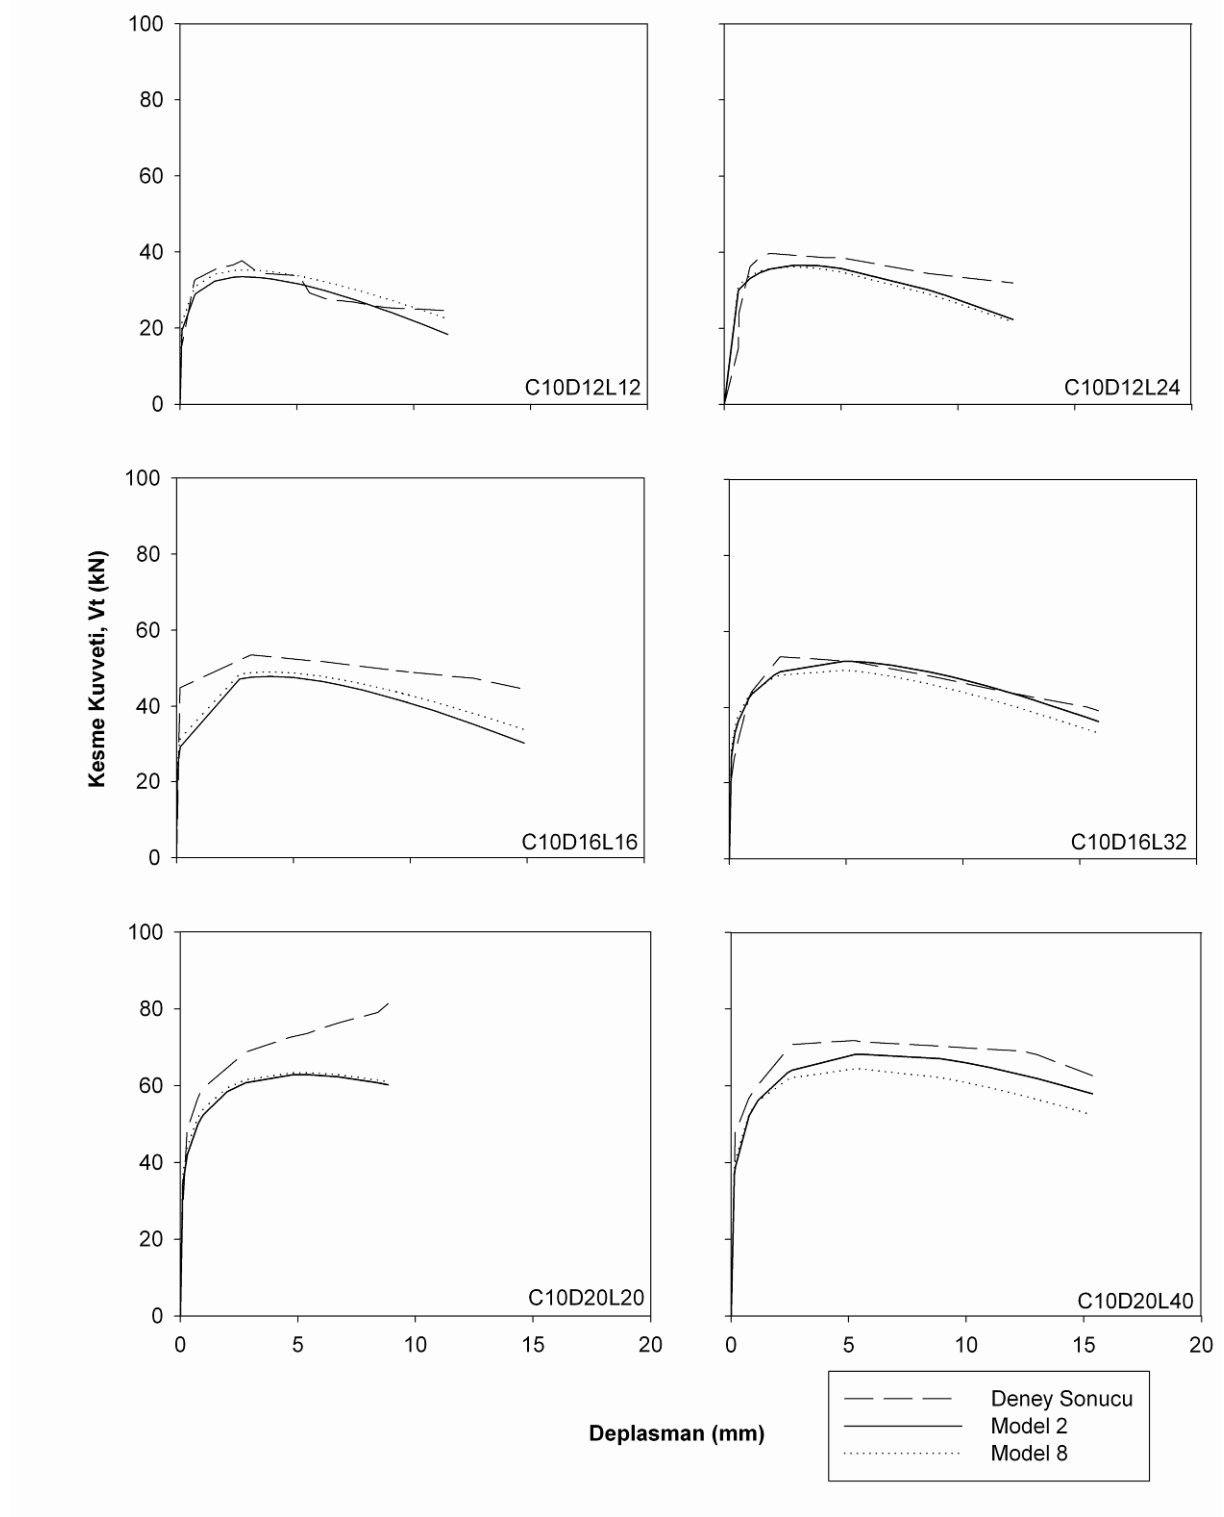 100
80
60
40
20
0
C10D12L12
C10D12L24
100
80
60
40
20
0
C10D16L16
C10D16L32
Kesme Kuvveti, Vt (kN)
100
80
60
40
20
0
C10D20L20
C10D20L40
0 5 10 15 20
0 5 10 15 20
Deplasman (mm)
Deney Sonucu
Model 2
Model 8